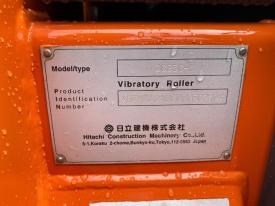 Model/type
Vibratory Roller
Product
Identification
Number
日立建機株式会社
Hitachi Construction Machinery Co.,Ltd.
5-1,Koraku 2-chome,Bunkyo-ku,Tokyo,112-0563 Japan